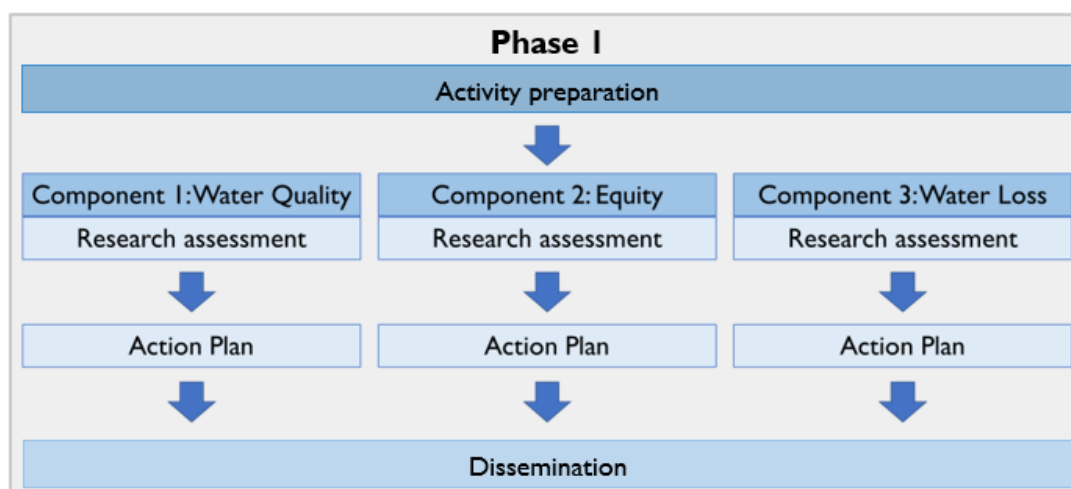 Phase 1
Activity preparation
Component 1: Water Quality
Component 2: Equity
Component 3: Water Loss
Research assessment
Research assessment
Research assessment
Action Plan
Action Plan
Action Plan
Dissemination